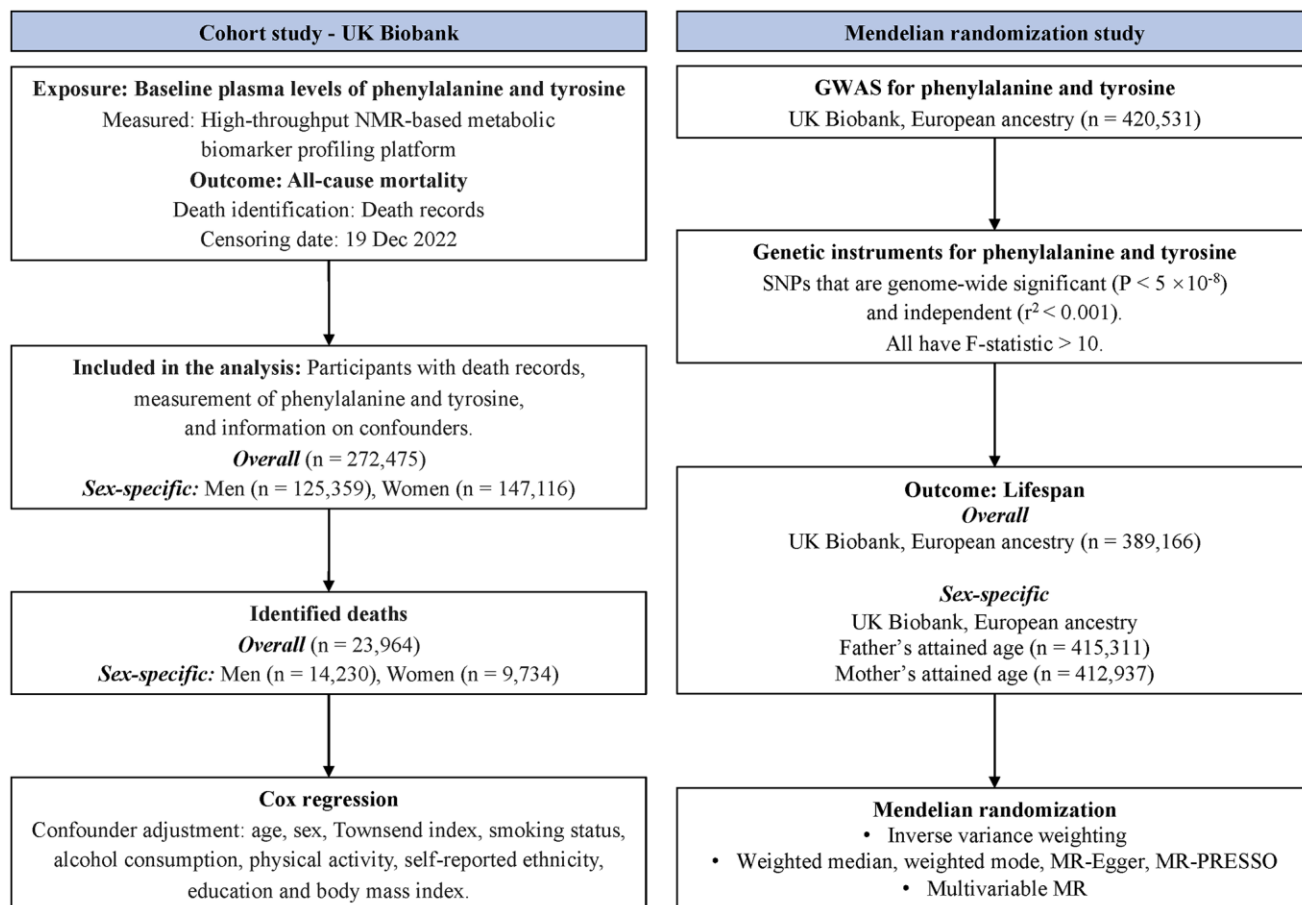 Cohort study - UK Biobank
Exposure: Baseline plasma levels of phenylalanine and tyrosine
Measured: High-throughput NMR-based metabolic
biomarker profiling platform
Outcome: All-cause mortality
Death identification: Death records
Censoring date: 19 Dec 2022
Included in the analysis: Participants with death records,
measurement of phenylalanine and tyrosine,
and information on confounders.
Overall (n = 272,475)
Sex-specific: Men (n = 125,359), Women (n = 147,116)
Identified deaths
Overall (n = 23,964)
Sex-specific: Men (n = 14,230), Women (n = 9,734)
Cox regression
Confounder adjustment: age, sex, Townsend index, smoking status,
alcohol consumption, physical activity, self-reported ethnicity,
education and body mass index.
Mendelian randomization study
GWAS for phenylalanine and tyrosine
UK Biobank, European ancestry (n = 420,531)
Genetic instruments for phenylalanine and tyrosine
SNPs that are genome-wide significant (P < 5 ×10⁻⁸)
and independent (r² < 0.001).
All have F-statistic > 10.
Outcome: Lifespan
Overall
UK Biobank, European ancestry (n = 389,166)
Sex-specific
UK Biobank, European ancestry
Father's attained age (n = 415,311)
Mother's attained age (n = 412,937)
Mendelian randomization
• Inverse variance weighting
• Weighted median, weighted mode, MR-Egger, MR-PRESSO
• Multivariable MR